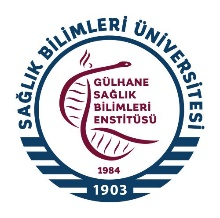 SAĞLIK BİLİMLERİ ÜNİVERSİTESİ
GÜLHANE
SAĞLIK
BİLİMLERİ
ENSTİTÜSÜ
1984
1903